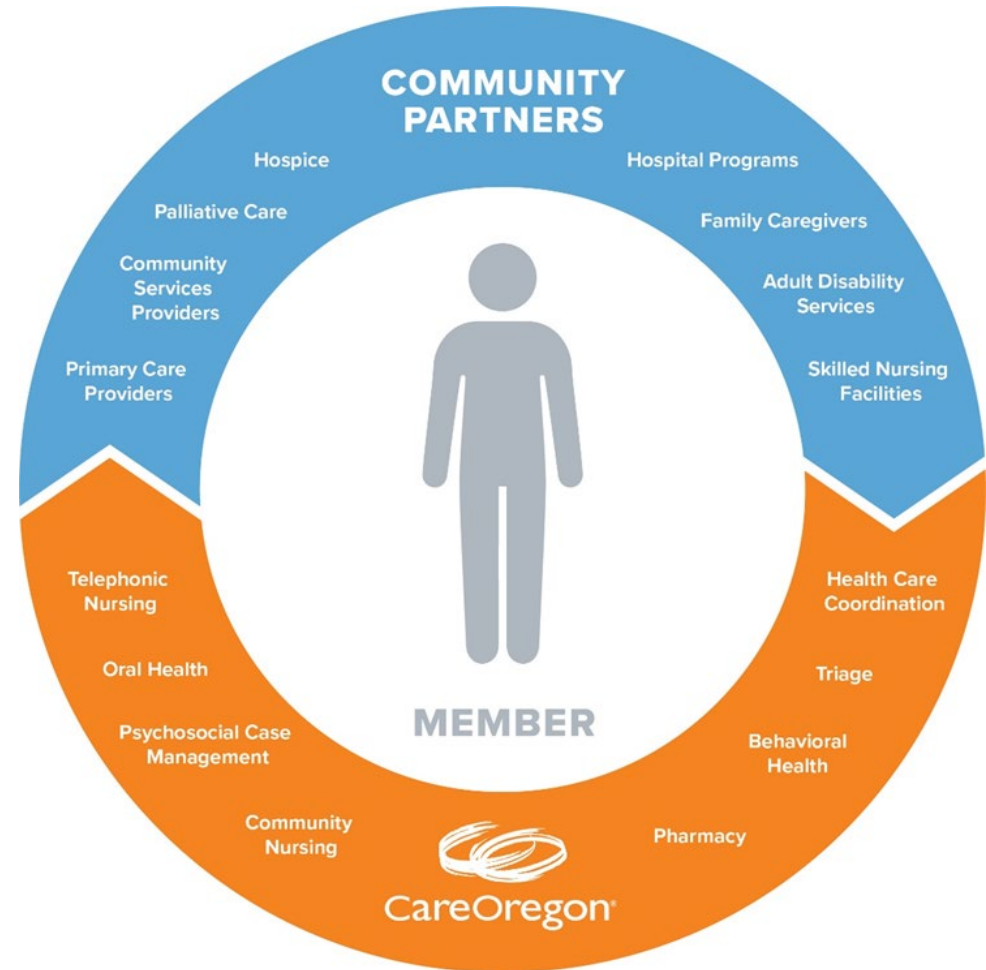 COMMUNITY
PARTNERS
Hospice
Palliative Care
Community
Services
Providers
Primary Care
Providers
Hospital Programs
Family Caregivers
Adult Disability
Services
Skilled Nursing
Facilities
MEMBER
Telephonic
Nursing
Oral Health
Psychosocial Case
Management
Community
Nursing
Health Care
Coordination
Triage
Behavioral
Health
Pharmacy
CareOregon®